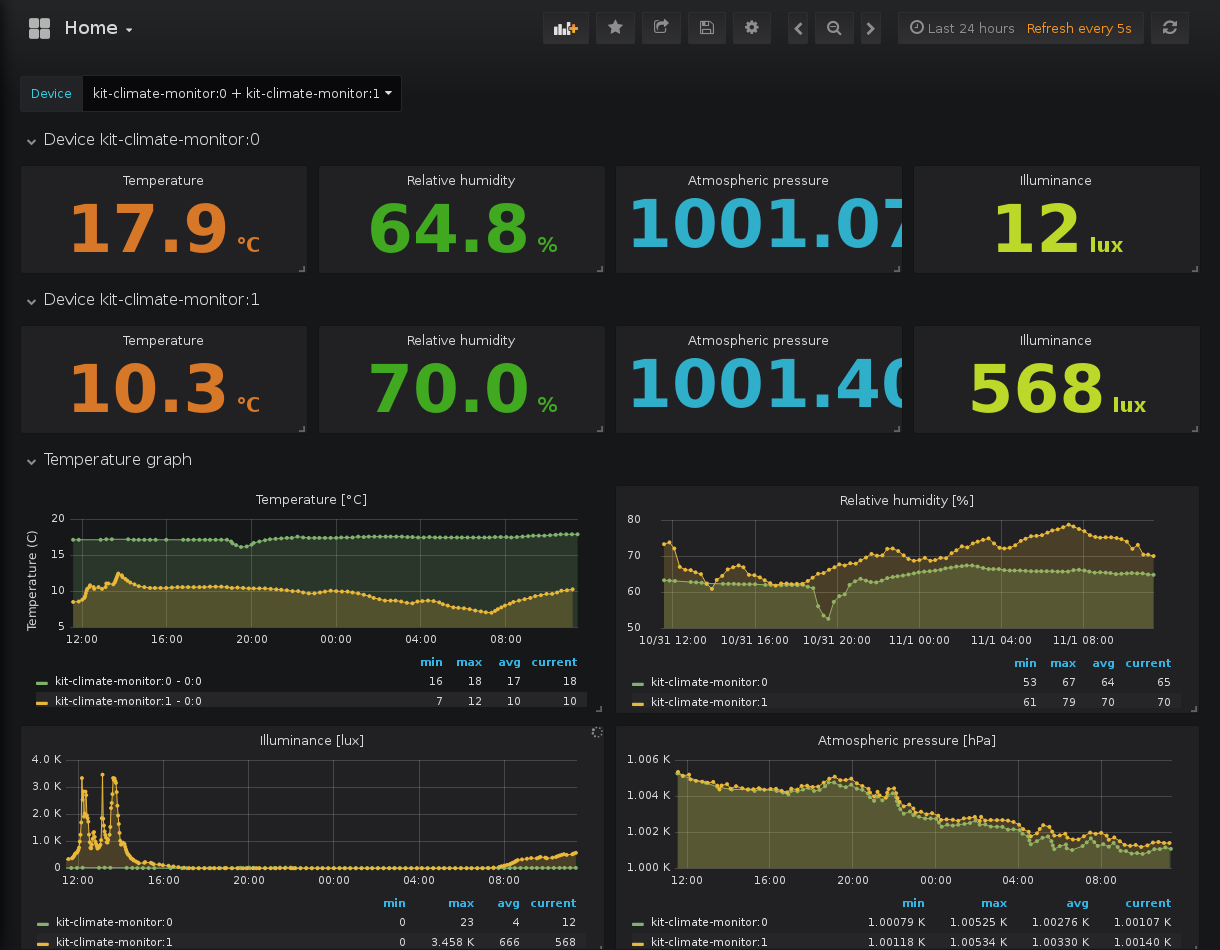 Home
Last 24 hours Refresh every 5s
Device kit-climate-monitor:0 + kit-climate-monitor:1
Device kit-climate-monitor:0
Temperature Relative humidity Atmospheric pressure Illuminance
17.9 °C 64.8 % 1001.07 12 lux
Device kit-climate-monitor:1
Temperature Relative humidity Atmospheric pressure Illuminance
10.3 °C 70.0 % 1001.40 568 lux
Temperature graph
Temperature [°C]
Temperature (C)
20
15
10
5
12:00 16:00 20:00 00:00 04:00 08:00
min max avg current
kit-climate-monitor:0 - 0:0 16 18 17 18
kit-climate-monitor:1 - 0:0 7 12 10 10
Relative humidity [%]
80
70
60
50
10/31 12:00 10/31 16:00 10/31 20:00 11/1 00:00 11/1 04:00 11/1 08:00
min max avg current
kit-climate-monitor:0 53 67 64 65
kit-climate-monitor:1 61 79 70 70
Illuminance [lux]
4.0 K
3.0 K
2.0 K
1.0 K
0
12:00 16:00 20:00 00:00 04:00 08:00
min max avg current
kit-climate-monitor:0 0 23 4 12
kit-climate-monitor:1 0 3.458 K 666 568
Atmospheric pressure [hPa]
1.006 K
1.004 K
1.002 K
1.000 K
12:00 16:00 20:00 00:00 04:00 08:00
min max avg current
kit-climate-monitor:0 1.00079 K 1.00525 K 1.00276 K 1.00107 K
kit-climate-monitor:1 1.00118 K 1.00534 K 1.00330 K 1.00140 K